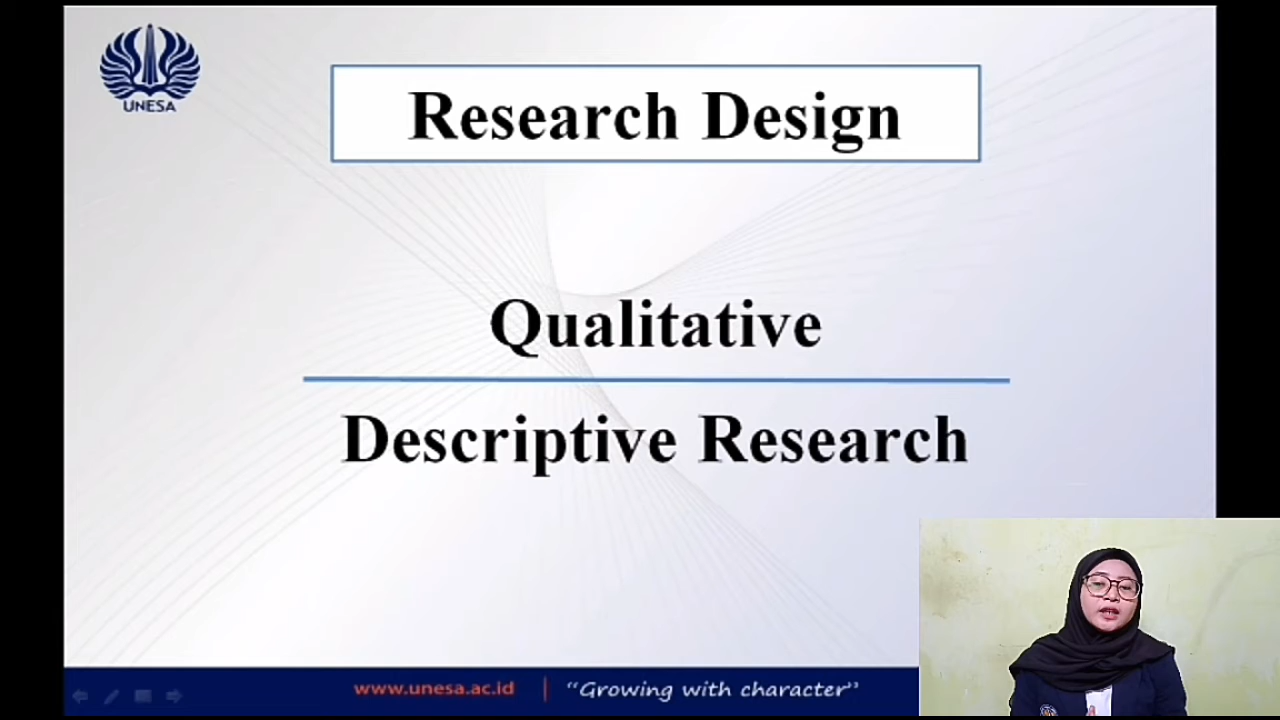 UNESA
Research Design
Qualitative
Descriptive Research
www.unesa.ac.id | “Growing with character”